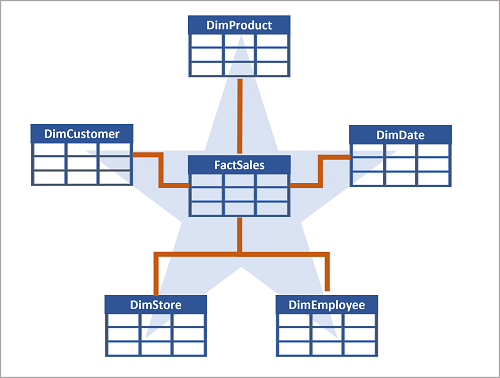 DimProduct
DimCustomer
DimDate
FactSales
DimStore
DimEmployee